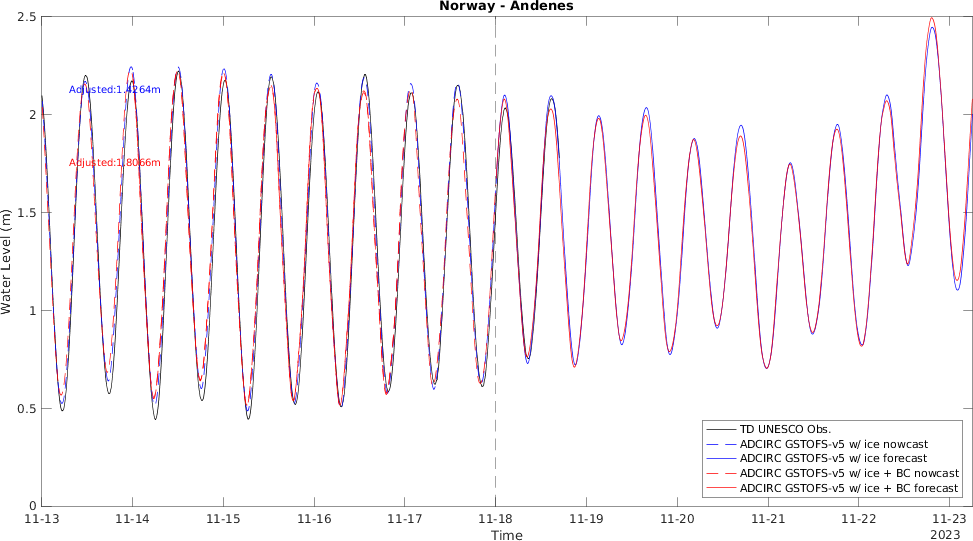 Norway - Andenes
2.5
2
1.5
1
0.5
0
Water Level (m)
Adjusted:1.4264m
Adjusted:1.8066m
TD UNESCO Obs.
ADCIRC GSTOFS-v5 w/ ice nowcast
ADCIRC GSTOFS-v5 w/ ice forecast
ADCIRC GSTOFS-v5 w/ ice + BC nowcast
ADCIRC GSTOFS-v5 w/ ice + BC forecast
11-13 11-14 11-15 11-16 11-17 11-18 11-19 11-20 11-21 11-22 11-23
2023
Time